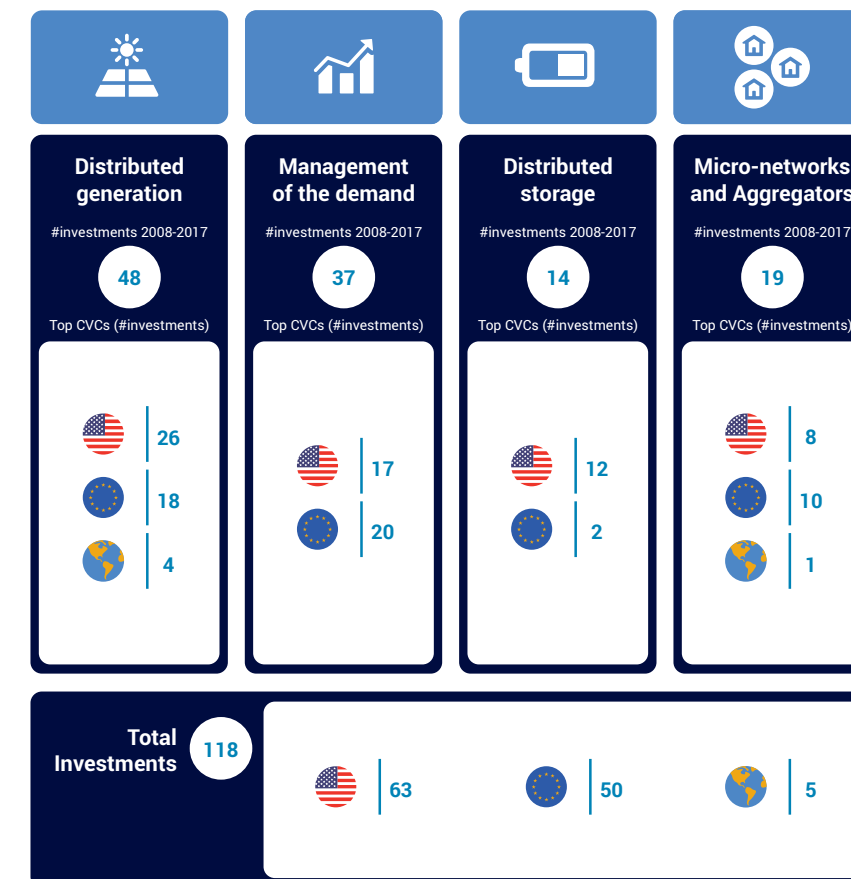 Distributed
generation
#investments 2008-2017
48
Top CVCs (#investments)
26
18
4
Management
of the demand
#investments 2008-2017
37
Top CVCs (#investments)
17
20
Distributed
storage
#investments 2008-2017
14
Top CVCs (#investments)
12
2
Micro-networks
and Aggregators
#investments 2008-2017
19
Top CVCs (#investments)
8
10
1
Total
Investments
118
63
50
5